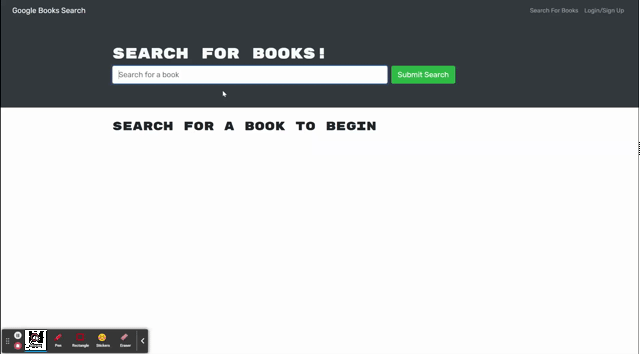 Google Books Search
Search For Books Login/Sign Up
SEARCH FOR BOOKS!
Search for a book
Submit Search
SEARCH FOR A BOOK TO BEGIN
Pen Rectangle Stickers Eraser